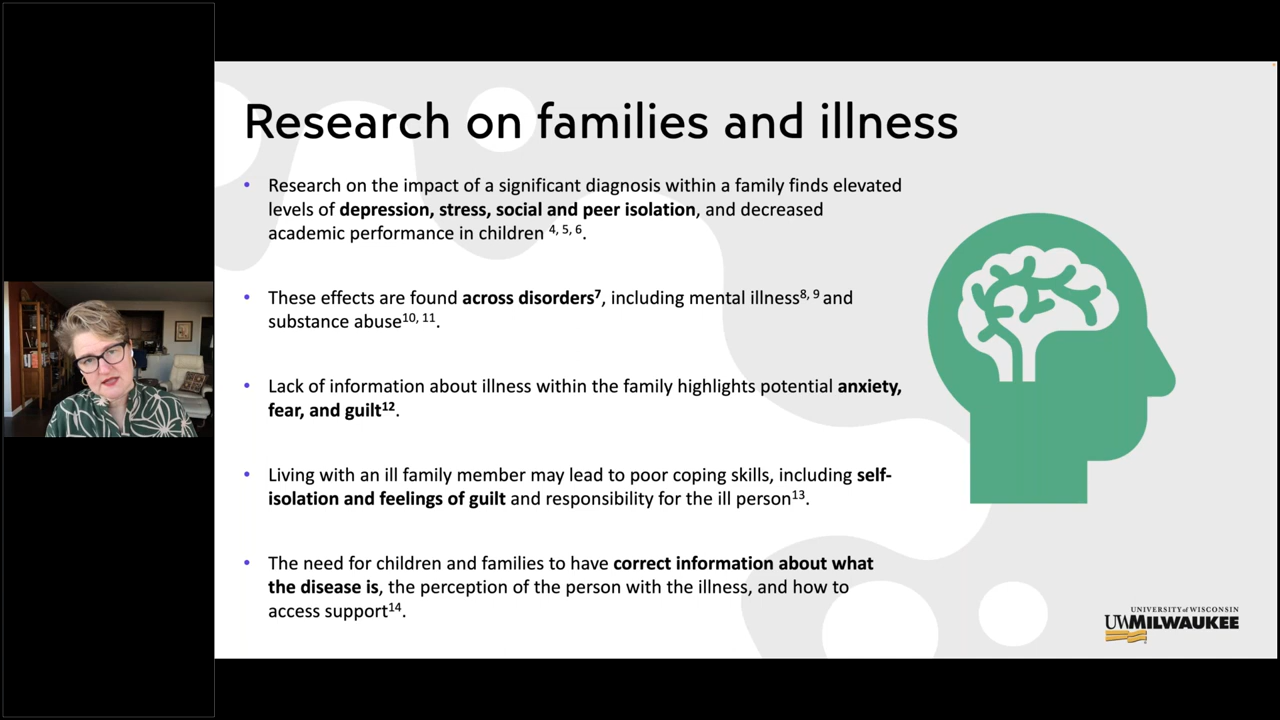 Research on families and illness
• Research on the impact of a significant diagnosis within a family finds elevated
levels of depression, stress, social and peer isolation, and decreased
academic performance in children 4, 5, 6.
• These effects are found across disorders7, including mental illness8, 9 and
substance abuse10, 11.
• Lack of information about illness within the family highlights potential anxiety,
fear, and guilt12.
• Living with an ill family member may lead to poor coping skills, including self-
isolation and feelings of guilt and responsibility for the ill person13.
• The need for children and families to have correct information about what
the disease is, the perception of the person with the illness, and how to
access support14.
UNIVERSITY of WISCONSIN
UWMILWAUKEE